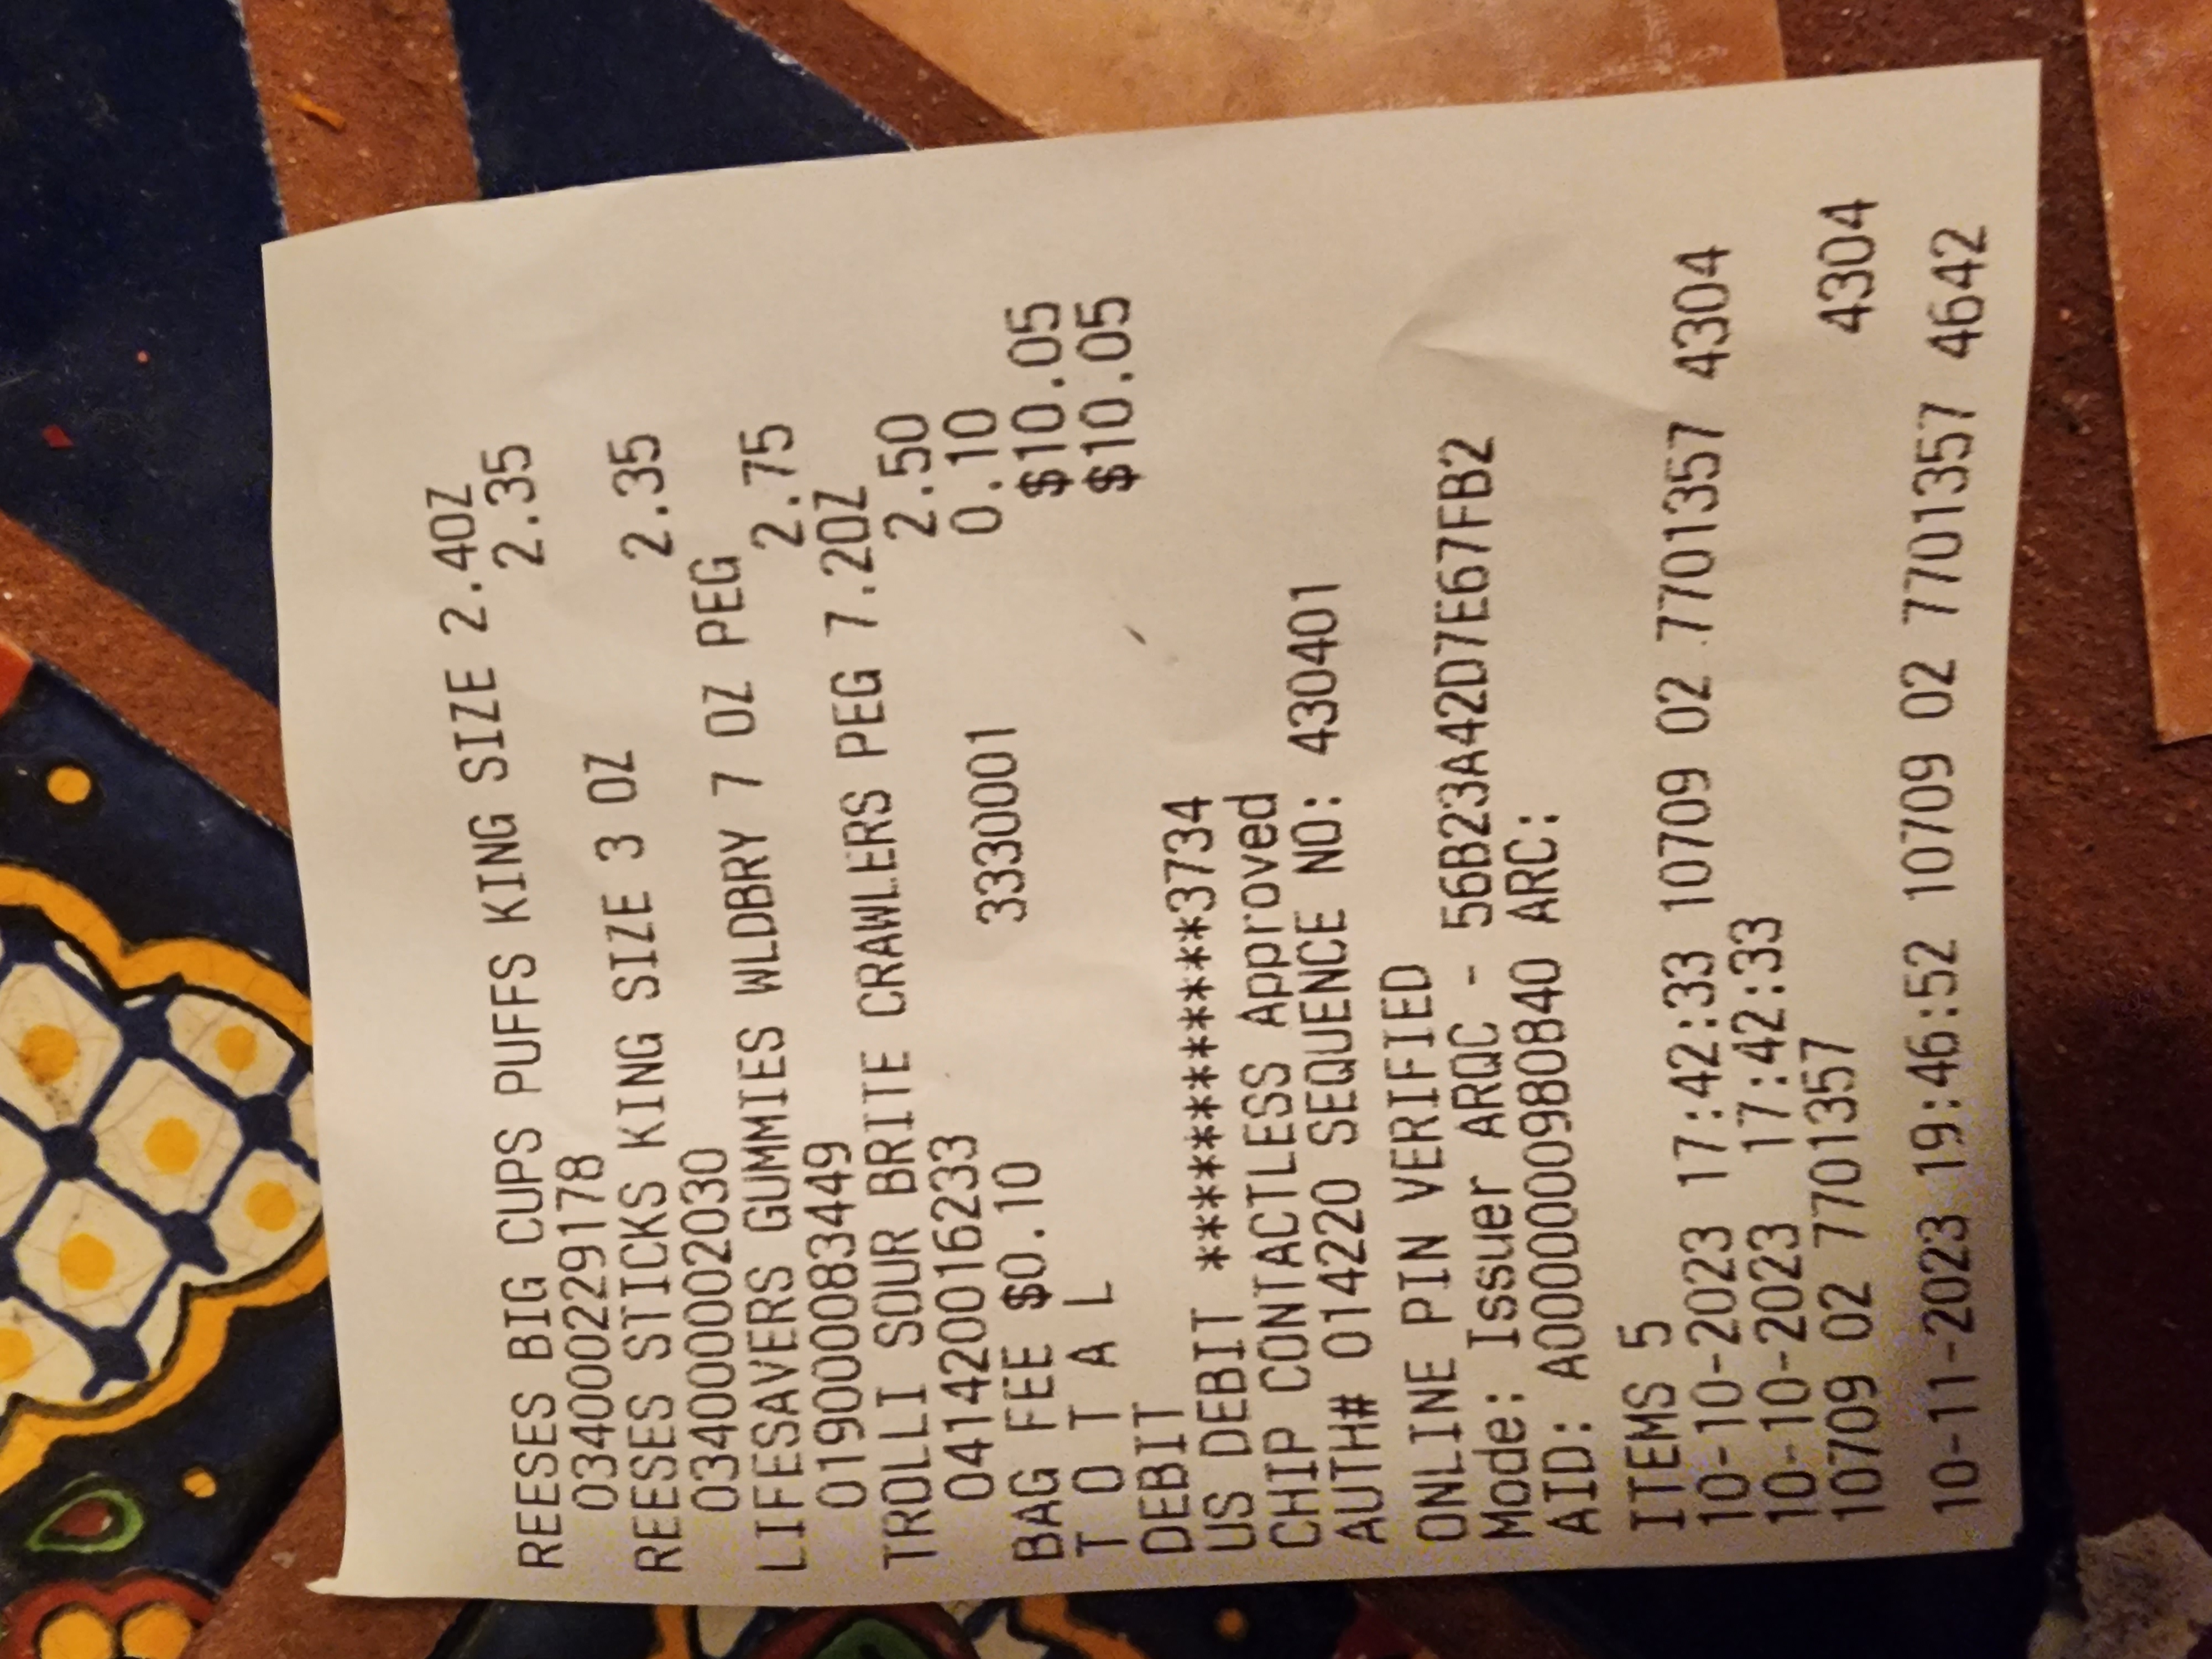 REESES BIG CUPS PUFFS KING SIZE 2.4OZ
034000229178 2.35
REESES STICKS KING SIZE 3 OZ
034000002030 2.35
LIFESAVERS GUMMIES WLDBRY 7 OZ PEG
019000083449 2.75
TROLLI SOUR BRITE CRAWLERS PEG 7.2OZ
041420016233 2.50
BAG FEE $0.10 3330001 0.10
T O T A L $10.05
DEBIT $10.05
US DEBIT ************3734
CHIP CONTACTLESS Approved
AUTH# 014220 SEQUENCE NO: 430401
ONLINE PIN VERIFIED
Mode: Issuer ARQC - 56B23A42D7E67FB2
AID: A0000000980840 ARC:
ITEMS 5
10-10-2023 17:42:33 10709 02 7701357 4304
10-10-2023 17:42:33
10709 02 7701357 4304
10-11-2023 19:46:52 10709 02 7701357 4642